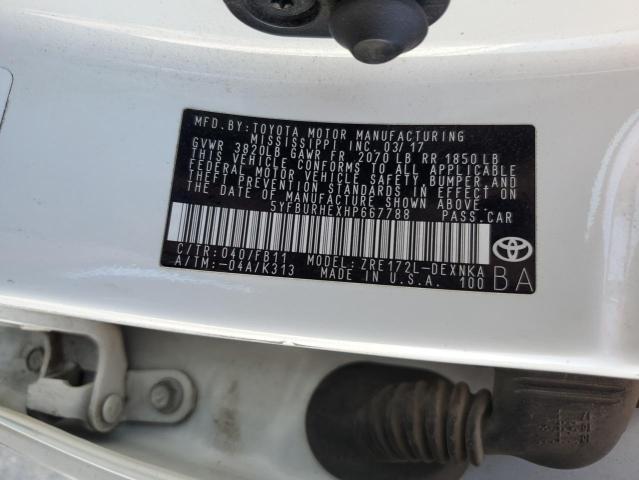 MFD. BY: TOYOTA MOTOR MANUFACTURING
MISSISSIPPI INC. 03/17
GVWR 3820LB GAWR FR 2070 LB RR 1850 LB
THIS VEHICLE CONFORMS TO ALL APPLICABLE
FEDERAL MOTOR VEHICLE SAFETY, BUMPER, AND
THEFT PREVENTION STANDARDS IN EFFECT ON
THE DATE OF MANUFACTURE SHOWN ABOVE.
5YFBURHEXHP667788 PASS.CAR
C/TR: 040/FB11 MODEL: ZRE172L-DEXNKA
A/TM: -04A/K313 MADE IN U.S.A. 100
BA